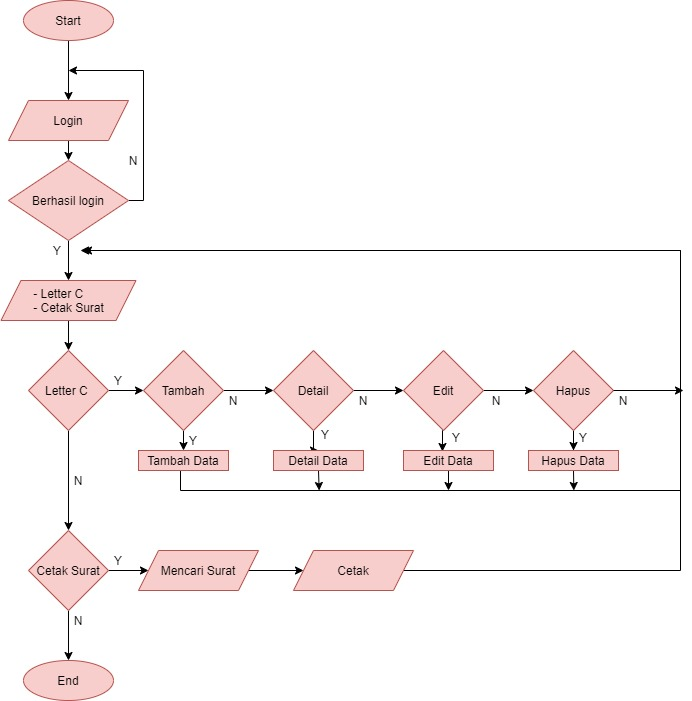 Start
Login
N
Berhasil login
Y
- Letter C
- Cetak Surat
Letter C
Y
Tambah
N
Detail
N
Edit
N
Hapus
N
Y
Y
Y
Y
Tambah Data
Detail Data
Edit Data
Hapus Data
N
Cetak Surat
Y
Mencari Surat
Cetak
N
End